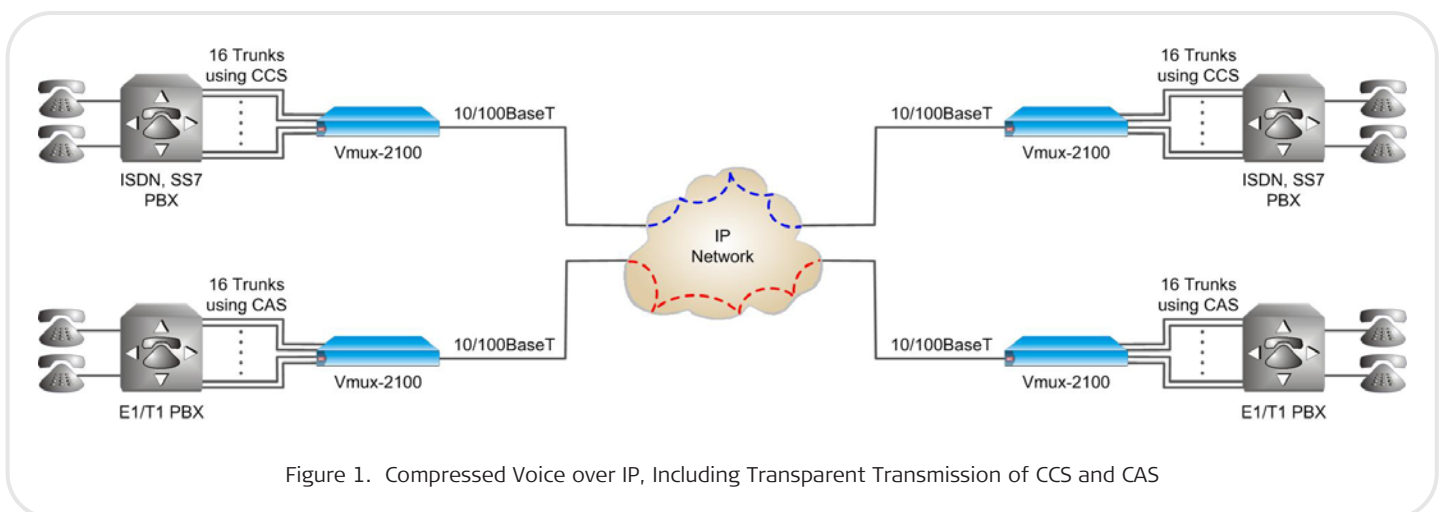 16 Trunks
using CCS
10/100BaseT
Vmux-2100
ISDN, SS7
PBX
16 Trunks
using CCS
10/100BaseT
Vmux-2100
ISDN, SS7
PBX
IP
Network
16 Trunks
using CAS
10/100BaseT
Vmux-2100
E1/T1 PBX
16 Trunks
using CAS
10/100BaseT
Vmux-2100
E1/T1 PBX
Figure 1. Compressed Voice over IP, Including Transparent Transmission of CCS and CAS